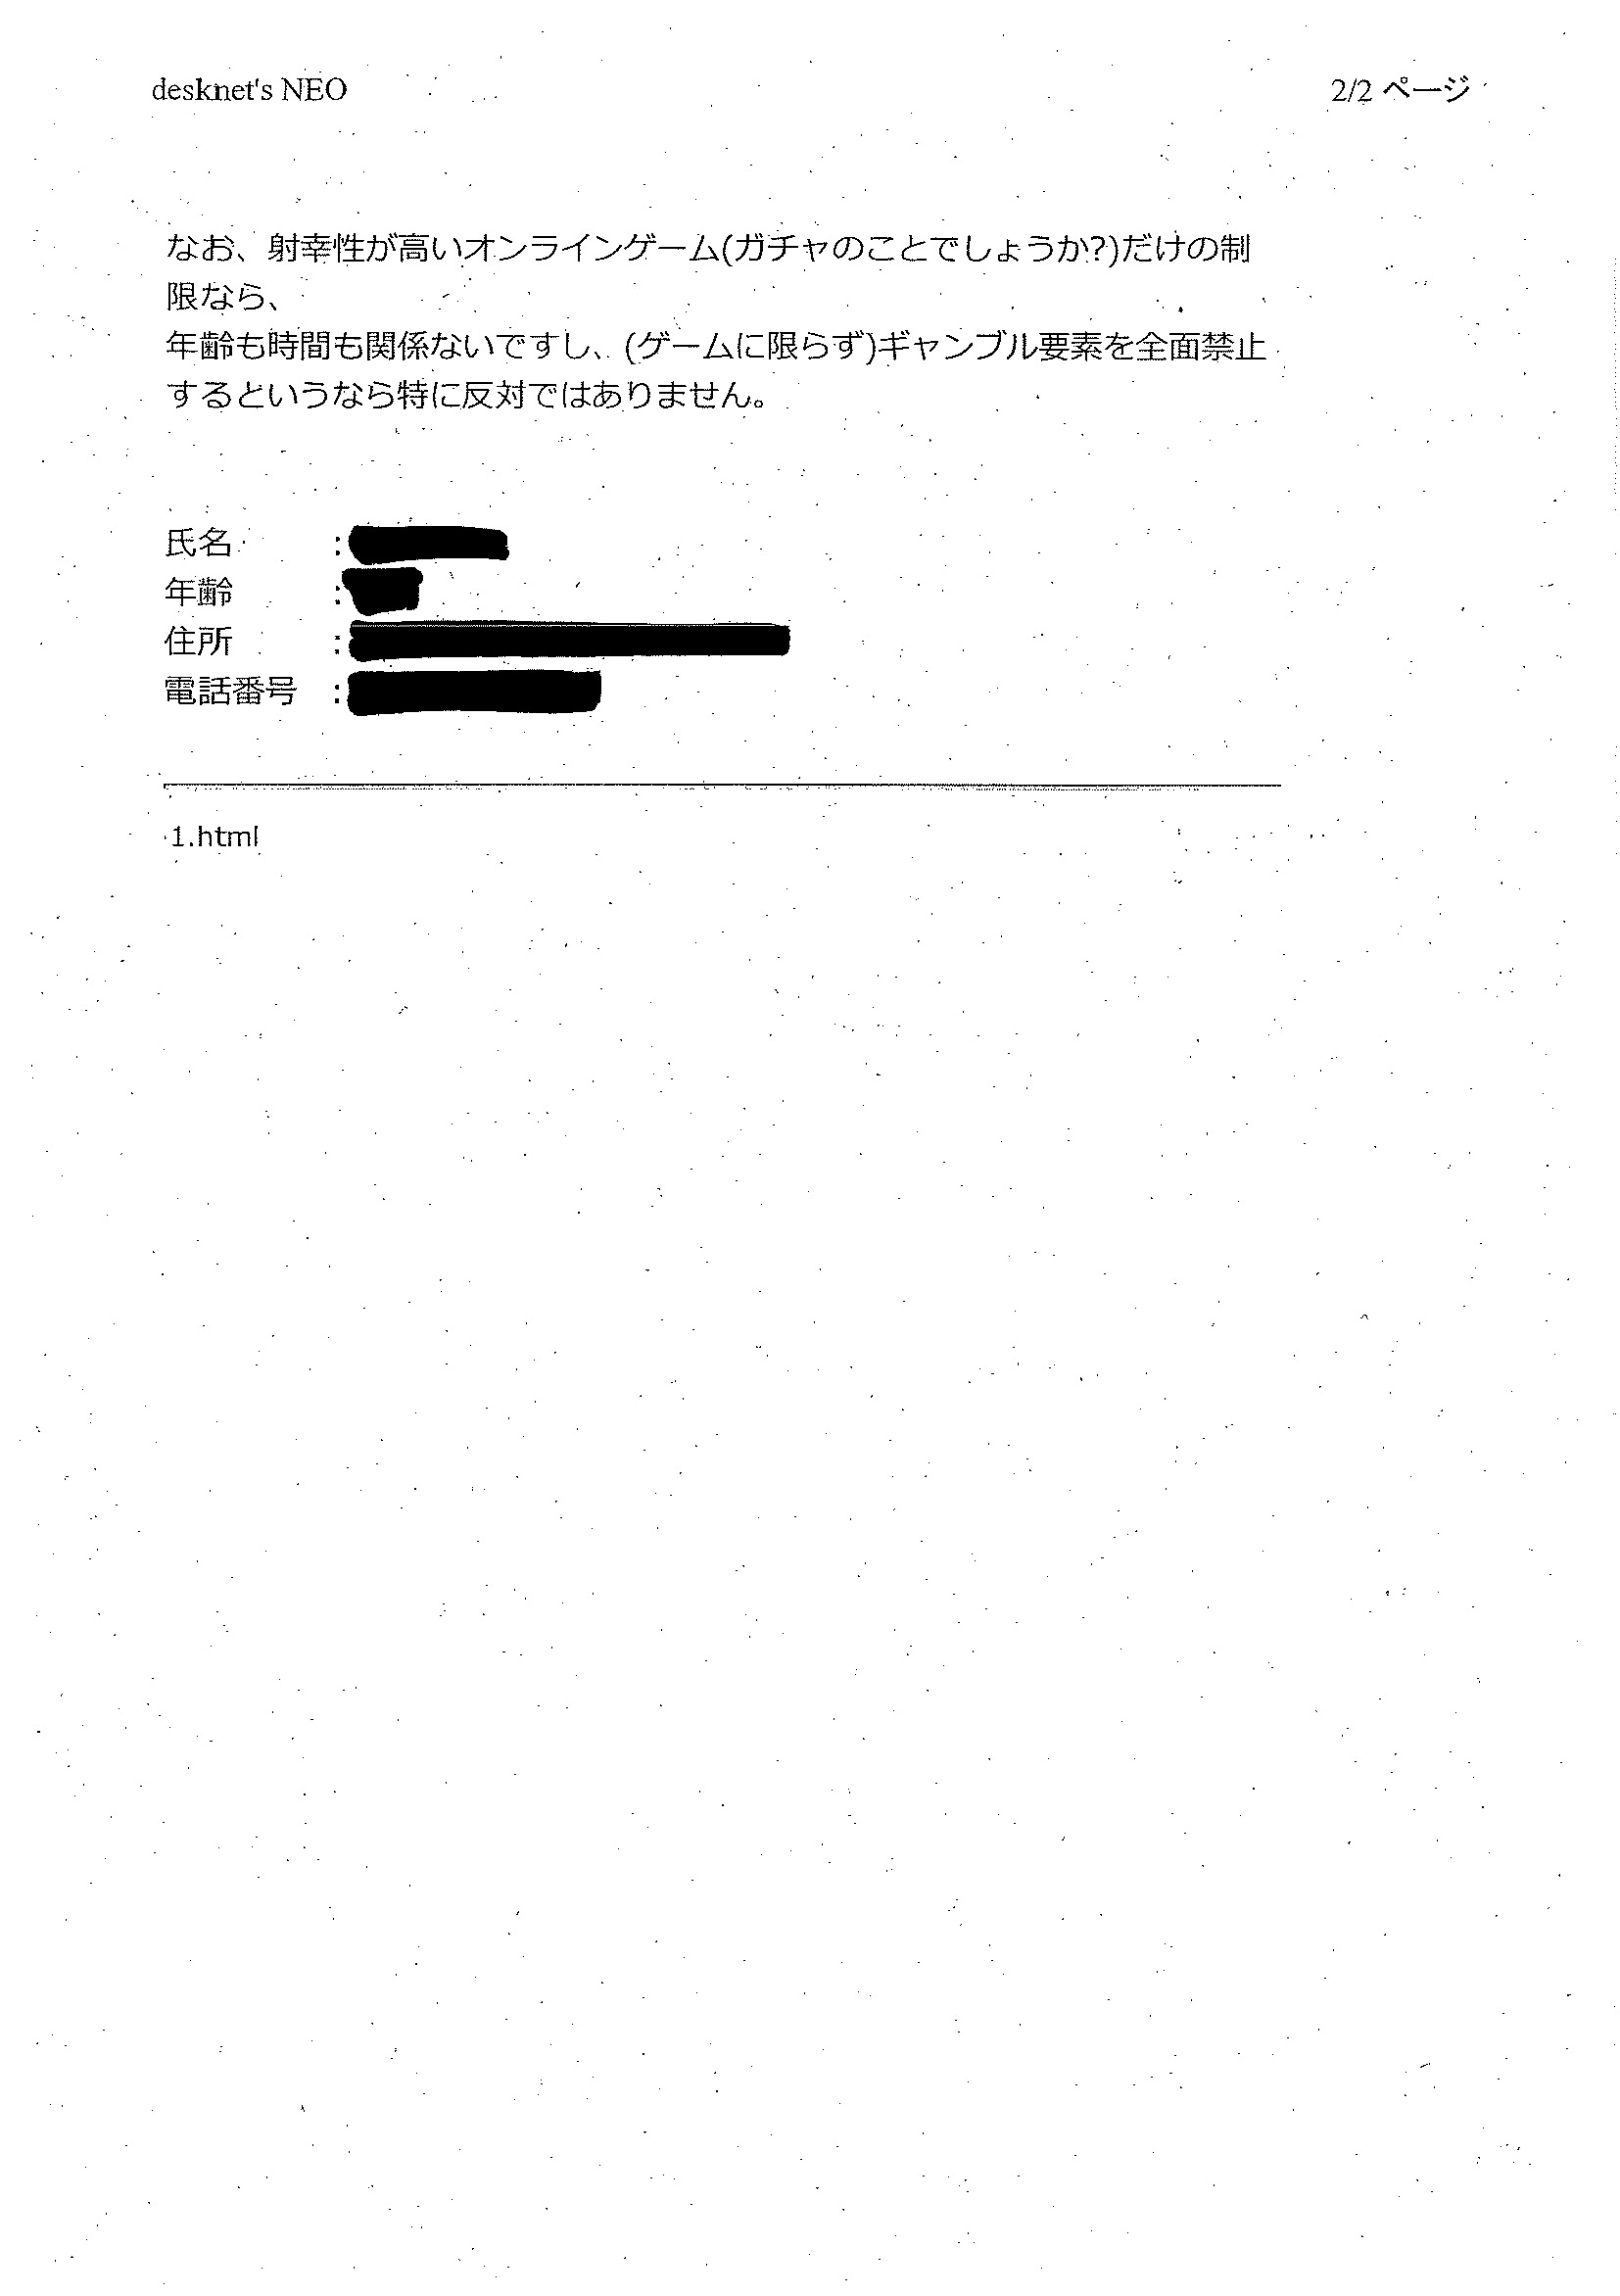 desknet's NEO
2/2 ページ
なお、射幸性が高いオンラインゲーム(ガチャのことでしょうか?)だけの制
限なら、
年齢も時間も関係ないですし、(ゲームに限らず)ギャンブル要素を全面禁止
するというなら特に反対ではありません。
氏名 :
年齢 :
住所 :
電話番号 :
1.html